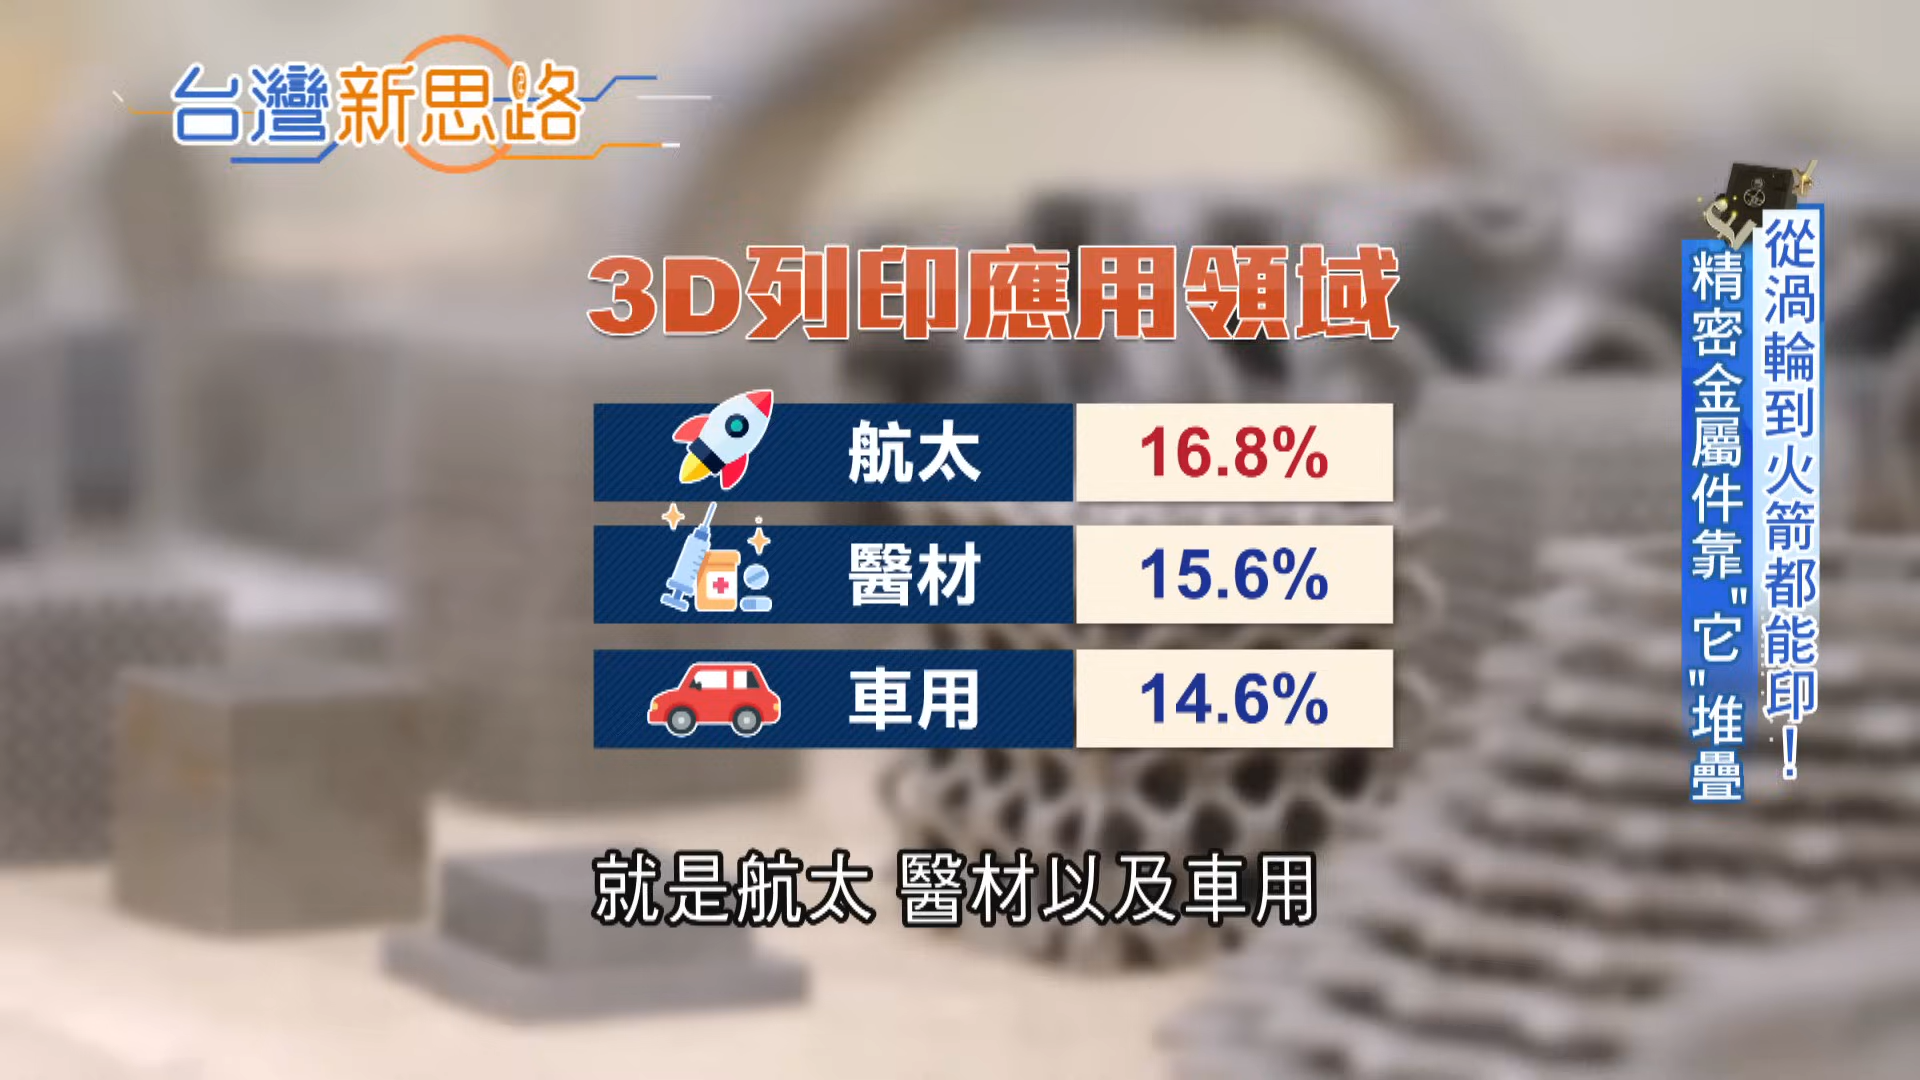 台灣新思路
3D列印應用領域
航太 16.8%
醫材 15.6%
車用 14.6%
從渦輪到火箭都能印！
精密金屬件靠"它"堆疊
就是航太 醫材以及車用